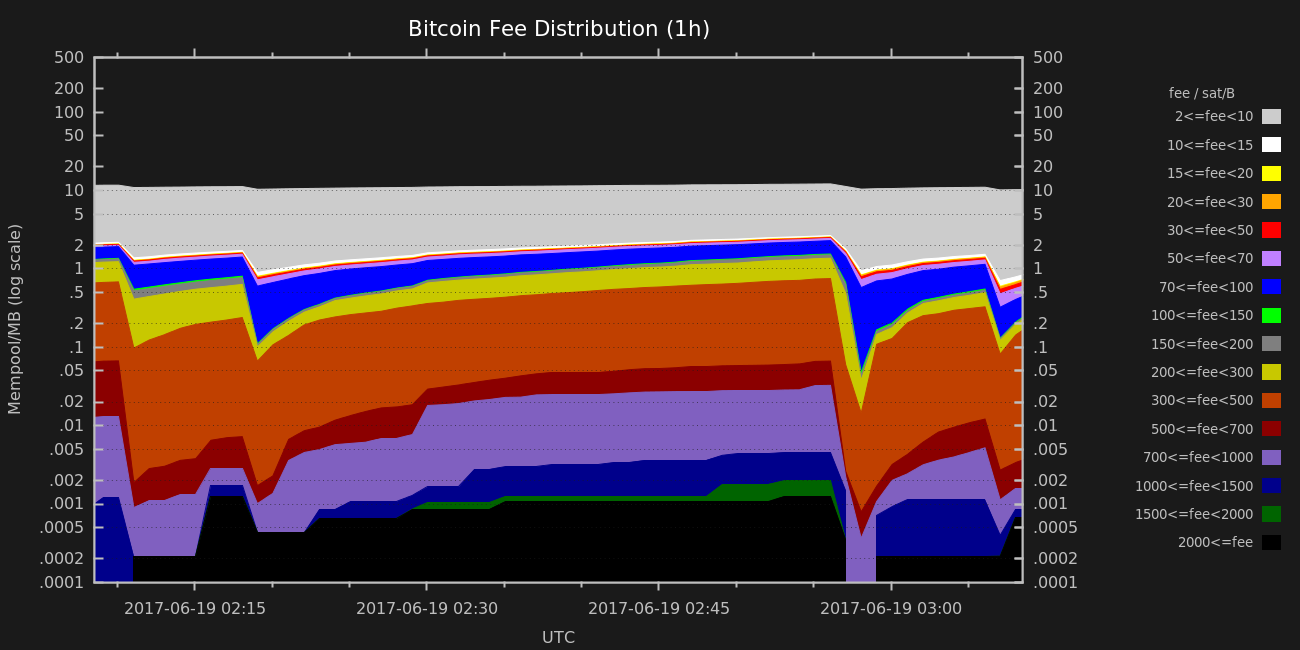 Bitcoin Fee Distribution (1h)
500 500
200 200
100 100
50 50
20 20
10 10
5 5
2 2
1 1
.5 .5
.2 .2
.1 .1
.05 .05
.02 .02
.01 .01
.005 .005
.002 .002
.001 .001
.0005 .0005
.0002 .0002
.0001 .0001
Mempool/MB (log scale)
2017-06-19 02:15 2017-06-19 02:30 2017-06-19 02:45 2017-06-19 03:00
UTC
fee / sat/B
2<=fee<10
10<=fee<15
15<=fee<20
20<=fee<30
30<=fee<50
50<=fee<70
70<=fee<100
100<=fee<150
150<=fee<200
200<=fee<300
300<=fee<500
500<=fee<700
700<=fee<1000
1000<=fee<1500
1500<=fee<2000
2000<=fee